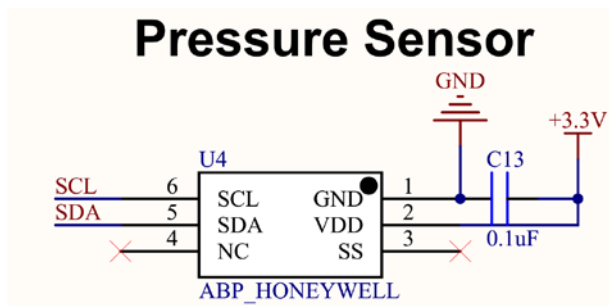 Pressure Sensor
GND
+3.3V
U4
C13
SCL 6 SCL GND 1
SDA 5 SDA VDD 2
4 NC SS 3
0.1uF
ABP_HONEYWELL